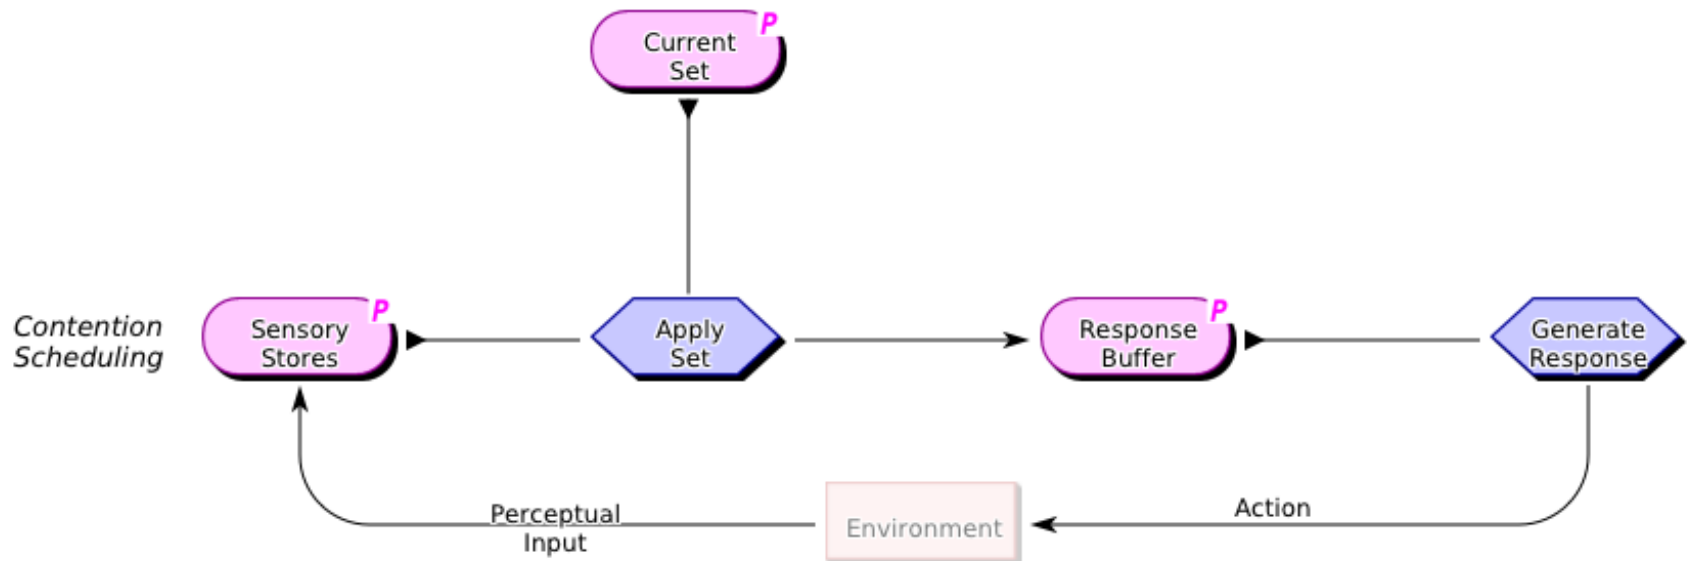 P
Current
Set
Contention
Scheduling
P
Sensory
Stores
Apply
Set
P
Response
Buffer
Generate
Response
Perceptual
Input
Environment
Action